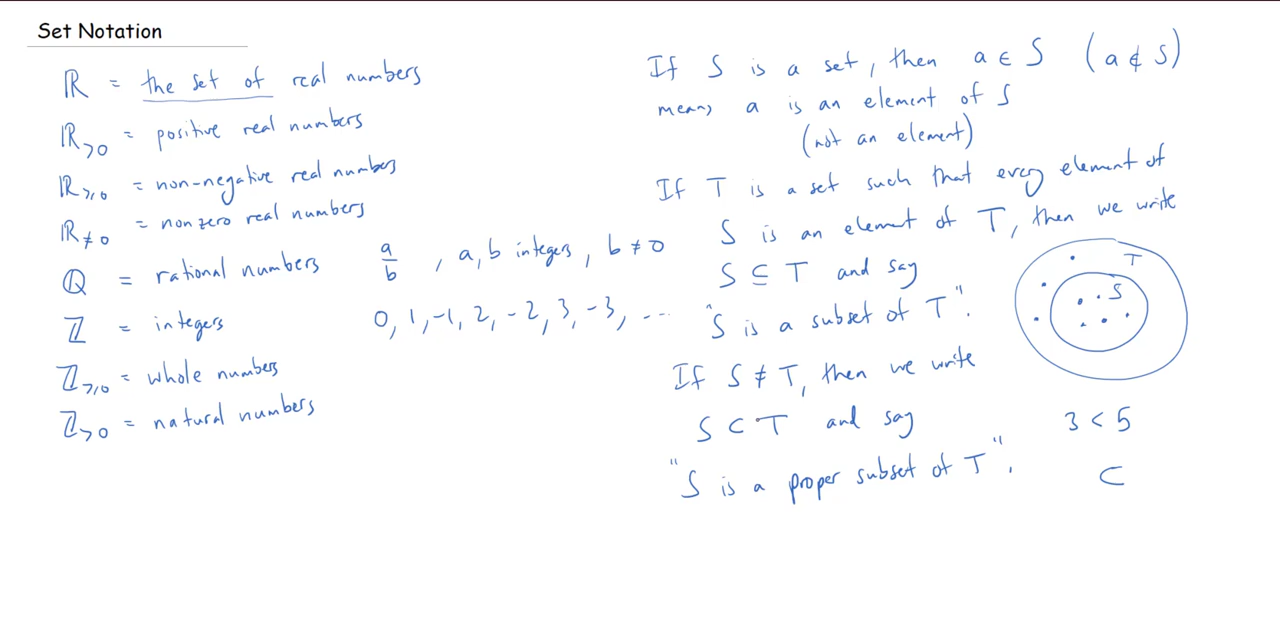 Set Notation
ℝ = the set of real numbers
ℝ>0 = positive real numbers
ℝ≥0 = non-negative real numbers
ℝ≠0 = nonzero real numbers
ℚ = rational numbers a/b , a, b integers, b ≠ 0
ℤ = integers 0, 1, -1, 2, -2, 3, -3, ...
ℤ≥0 = whole numbers
ℤ>0 = natural numbers
If S is a set, then a ∈ S (a ∉ S)
means a is an element of S
(not an element)
If T is a set such that every element of
S is an element of T, then we write
S ⊆ T and say
"S is a subset of T".
T
S
If S ≠ T, then we write
S ⊂ T and say
"S is a proper subset of T".
3 < 5
⊂